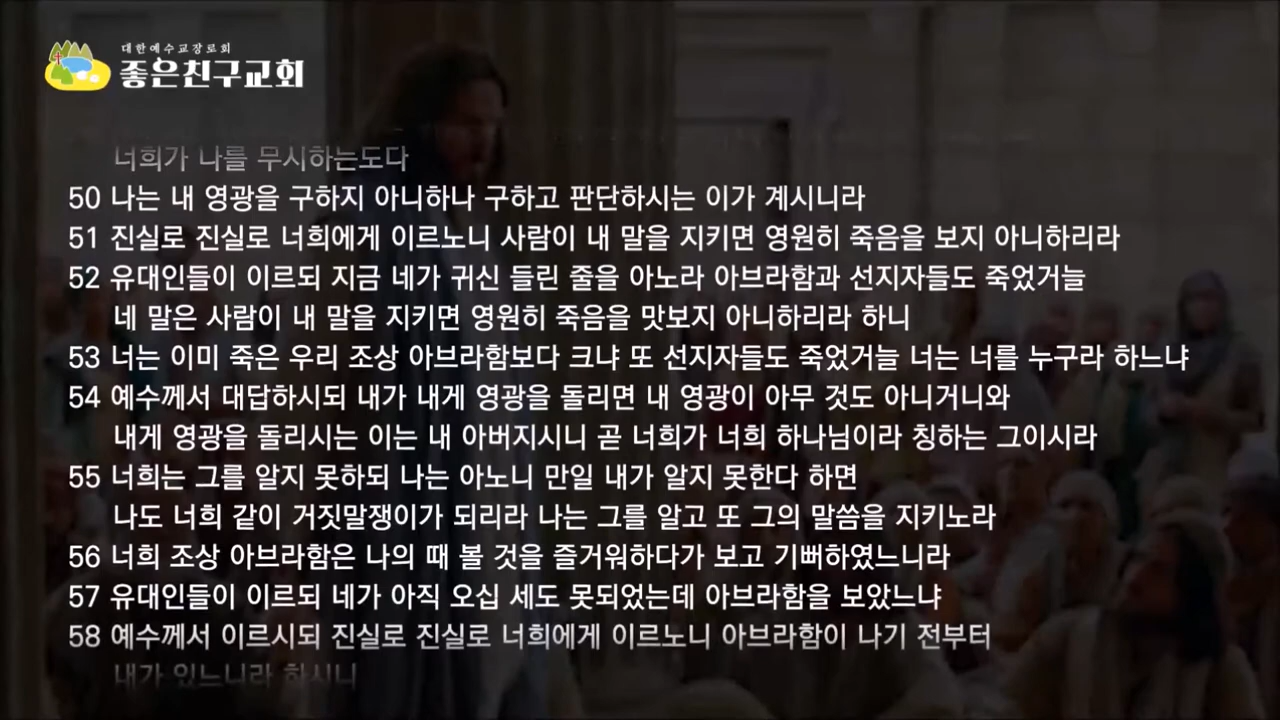 대한예수교장로회
좋은친구교회
너희가 나를 무시하는도다
50 나는 내 영광을 구하지 아니하나 구하고 판단하시는 이가 계시니라
51 진실로 진실로 너희에게 이르노니 사람이 내 말을 지키면 영원히 죽음을 보지 아니하리라
52 유대인들이 이르되 지금 네가 귀신 들린 줄을 아노라 아브라함과 선지자들도 죽었거늘
네 말은 사람이 내 말을 지키면 영원히 죽음을 맛보지 아니하리라 하니
53 너는 이미 죽은 우리 조상 아브라함보다 크냐 또 선지자들도 죽었거늘 너는 너를 누구라 하느냐
54 예수께서 대답하시되 내가 내게 영광을 돌리면 내 영광이 아무 것도 아니거니와
내게 영광을 돌리시는 이는 내 아버지시니 곧 너희가 너희 하나님이라 칭하는 그이시라
55 너희는 그를 알지 못하되 나는 아노니 만일 내가 알지 못한다 하면
나도 너희 같이 거짓말쟁이가 되리라 나는 그를 알고 또 그의 말씀을 지키노라
56 너희 조상 아브라함은 나의 때 볼 것을 즐거워하다가 보고 기뻐하였느니라
57 유대인들이 이르되 네가 아직 오십 세도 못되었는데 아브라함을 보았느냐
58 예수께서 이르시되 진실로 진실로 너희에게 이르노니 아브라함이 나기 전부터
내가 있느니라 하시니